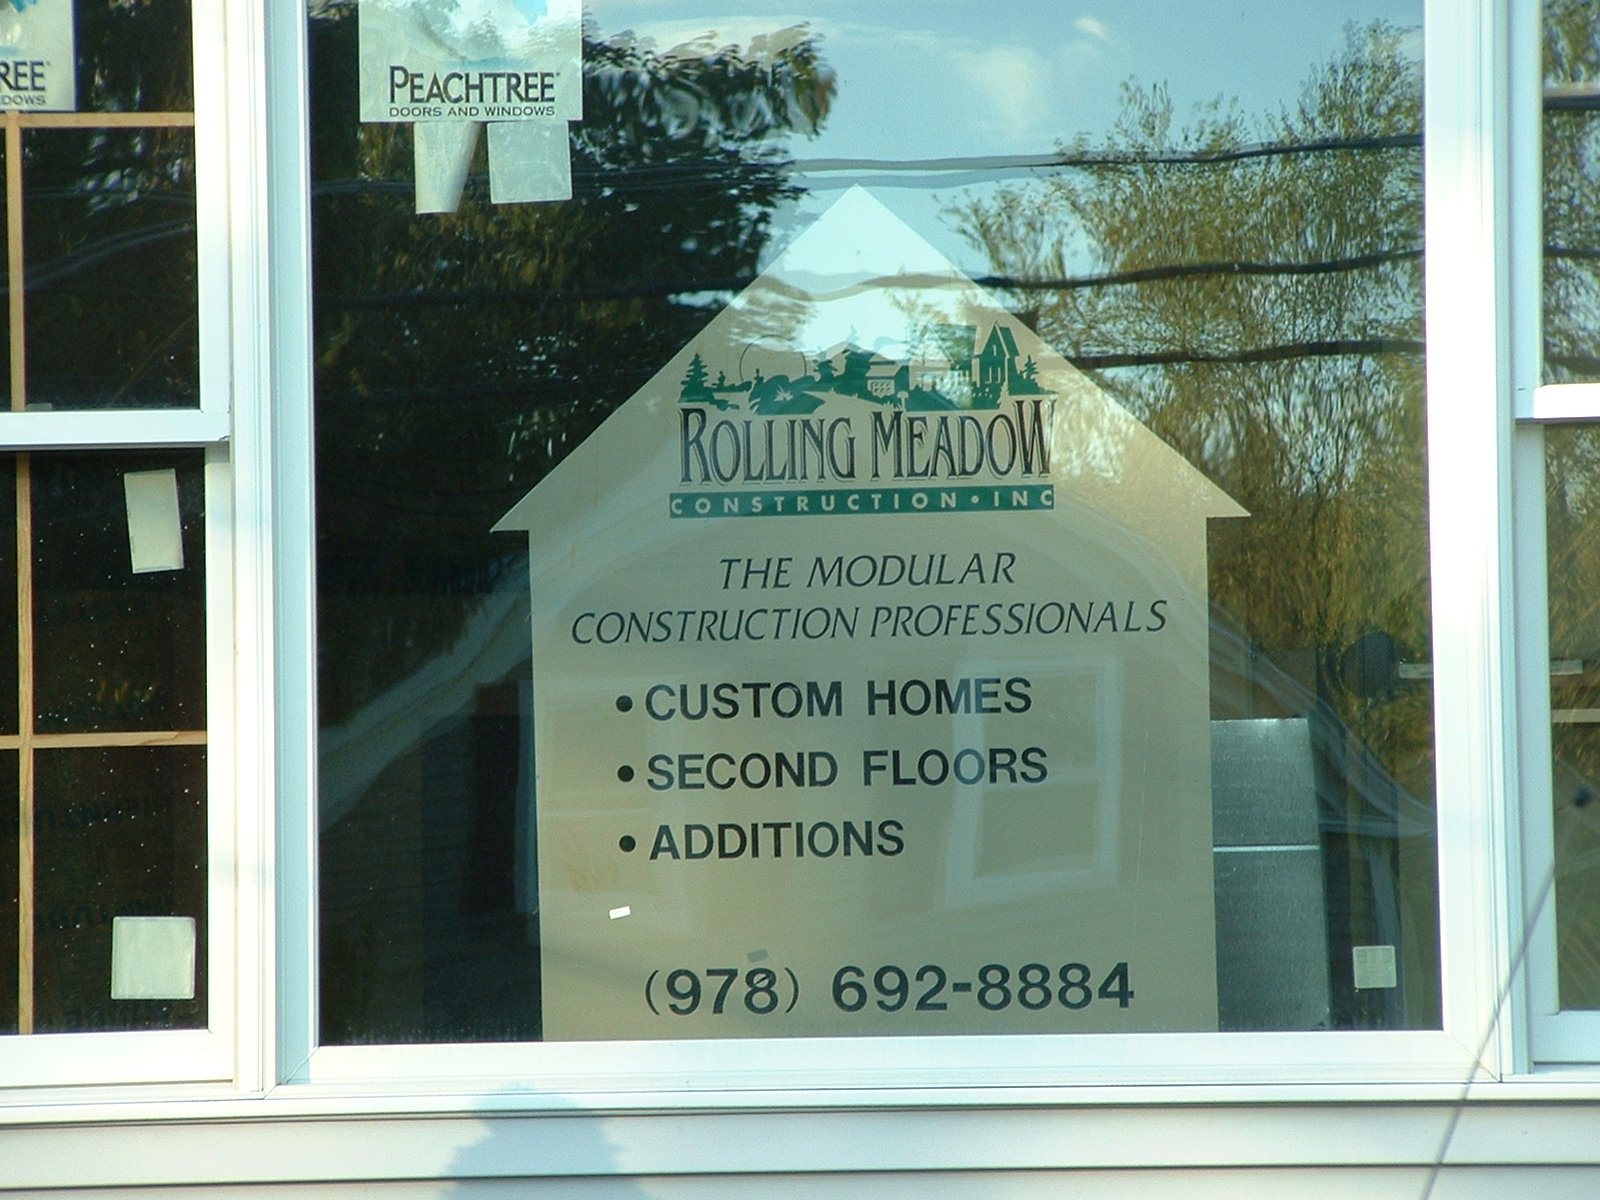 REE
DOWS
PEACHTREE
DOORS AND WINDOWS
ROLLING MEADOW
CONSTRUCTION • INC
THE MODULAR
CONSTRUCTION PROFESSIONALS
• CUSTOM HOMES
• SECOND FLOORS
• ADDITIONS
(978) 692-8884